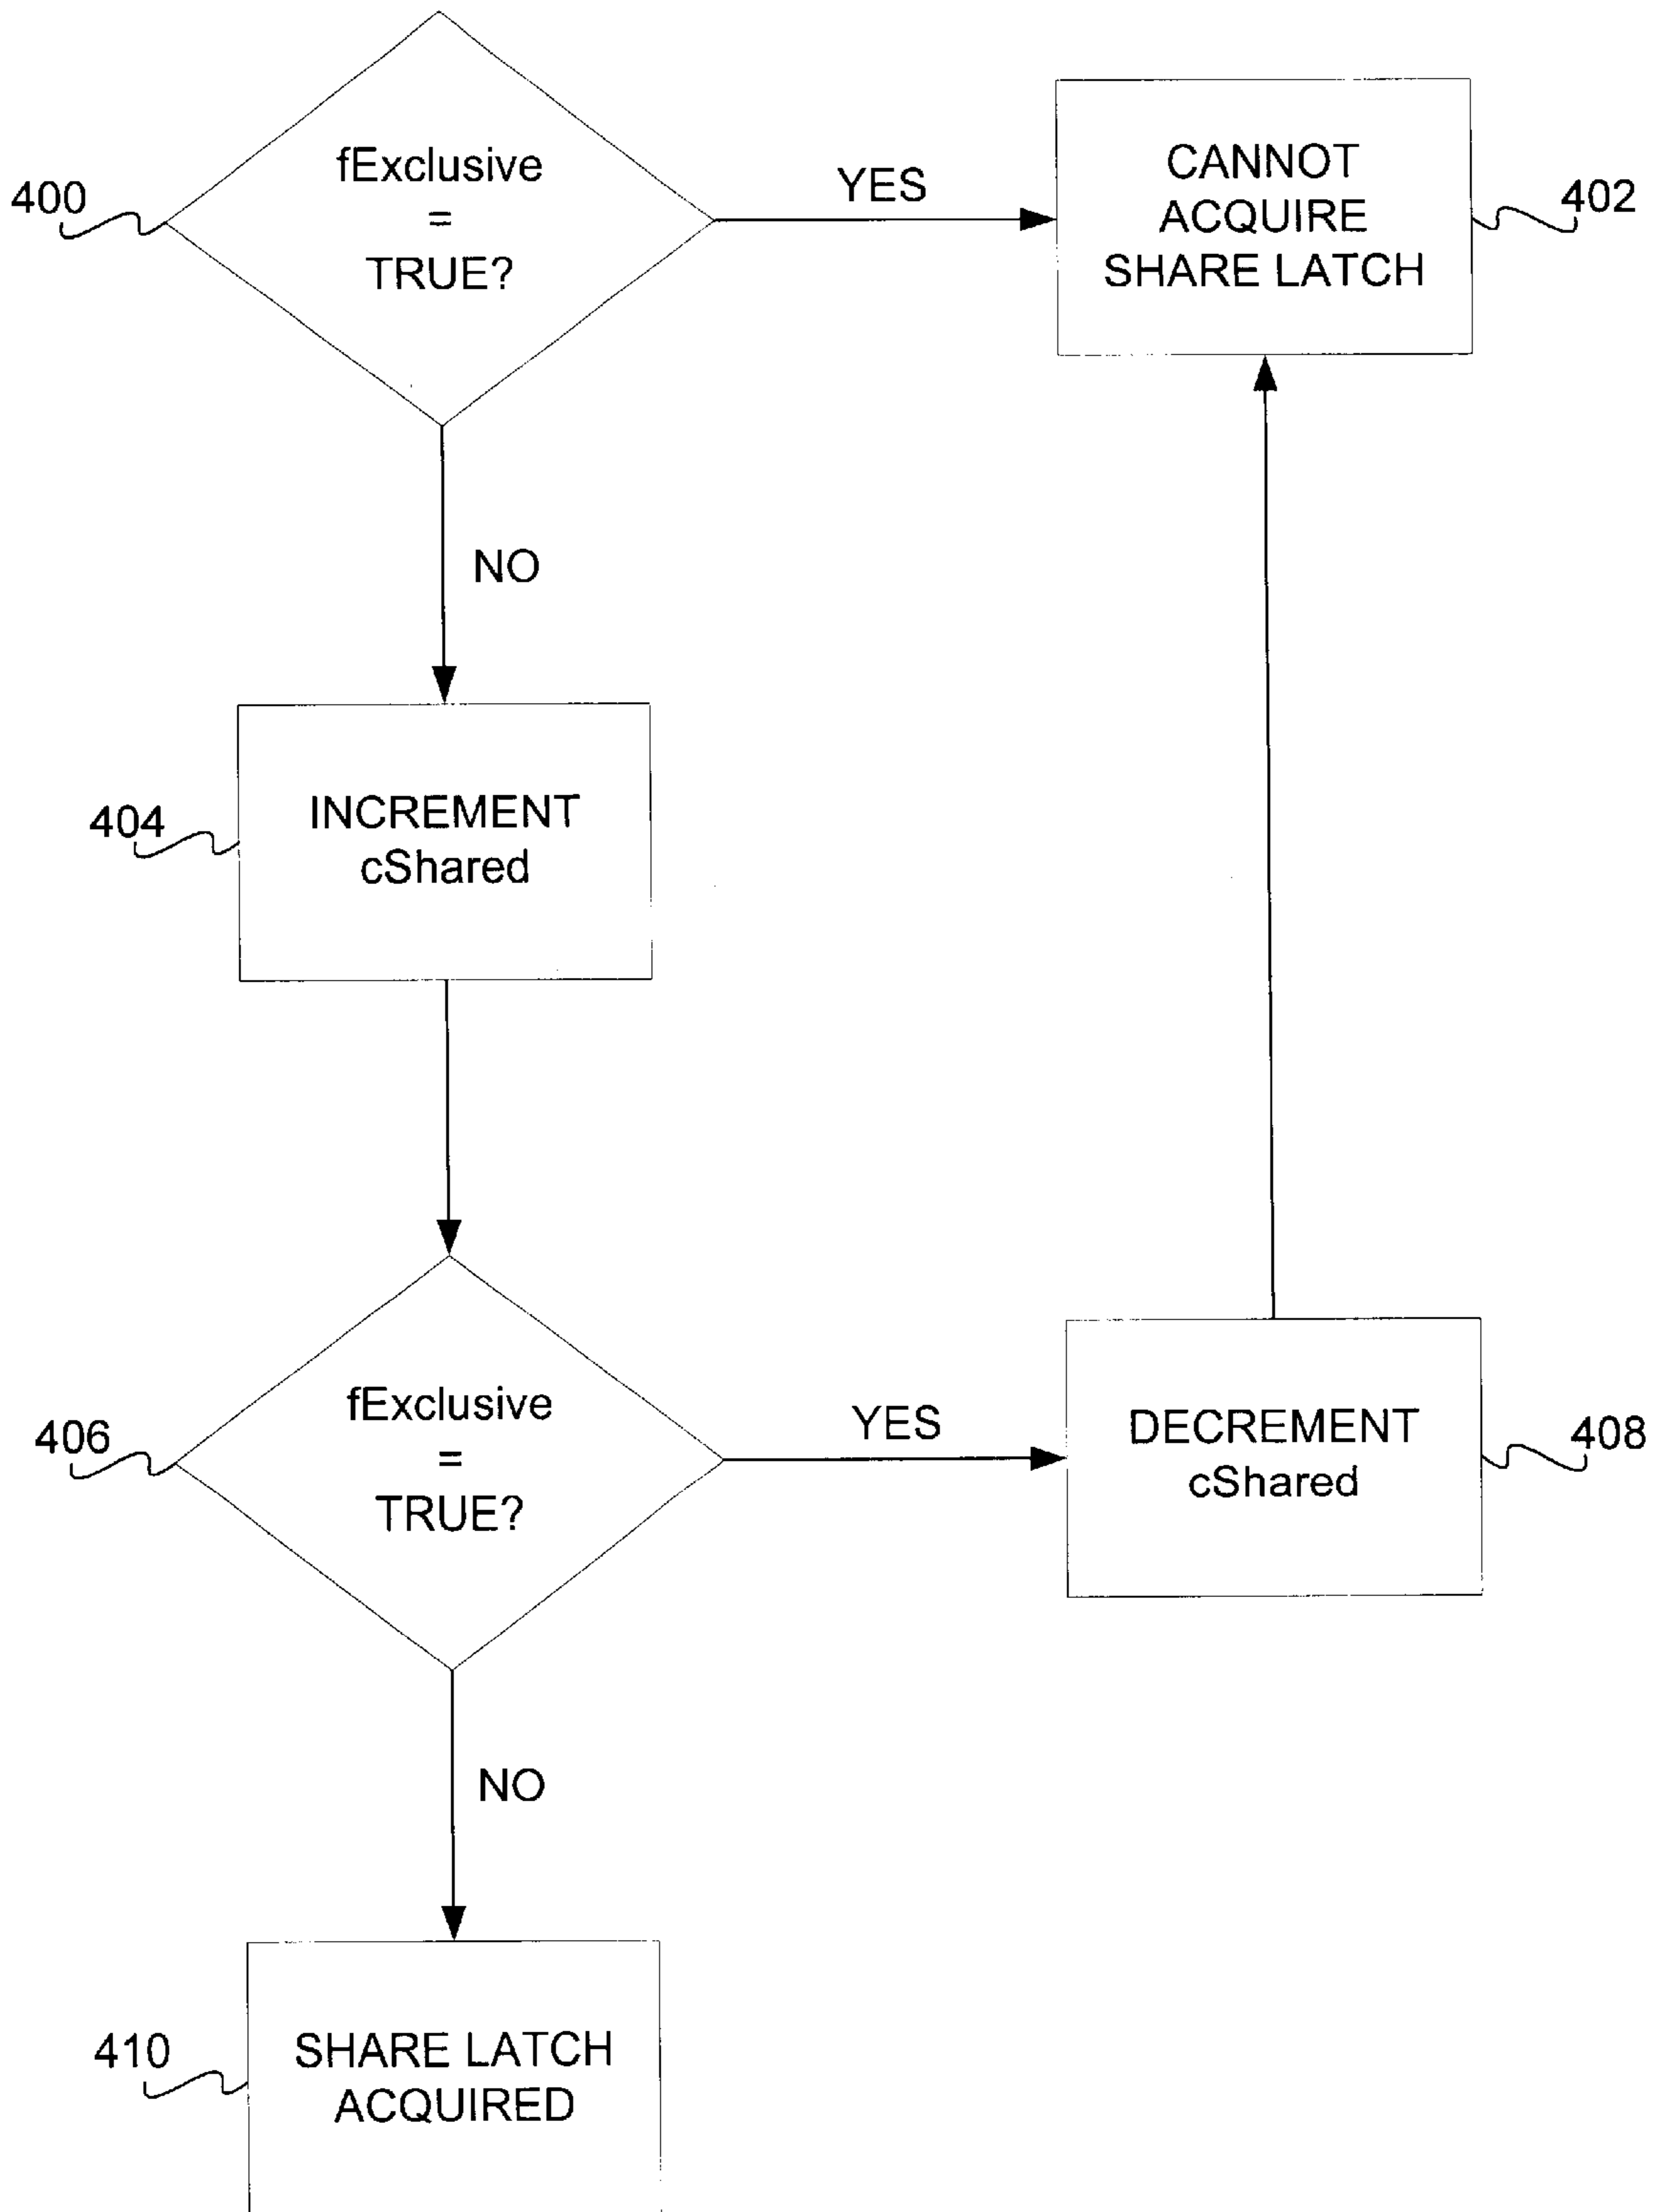 400
fExclusive
=
TRUE?
YES
CANNOT
ACQUIRE
SHARE LATCH
402
NO
404
INCREMENT
cShared
406
fExclusive
=
TRUE?
YES
DECREMENT
cShared
408
NO
410
SHARE LATCH
ACQUIRED